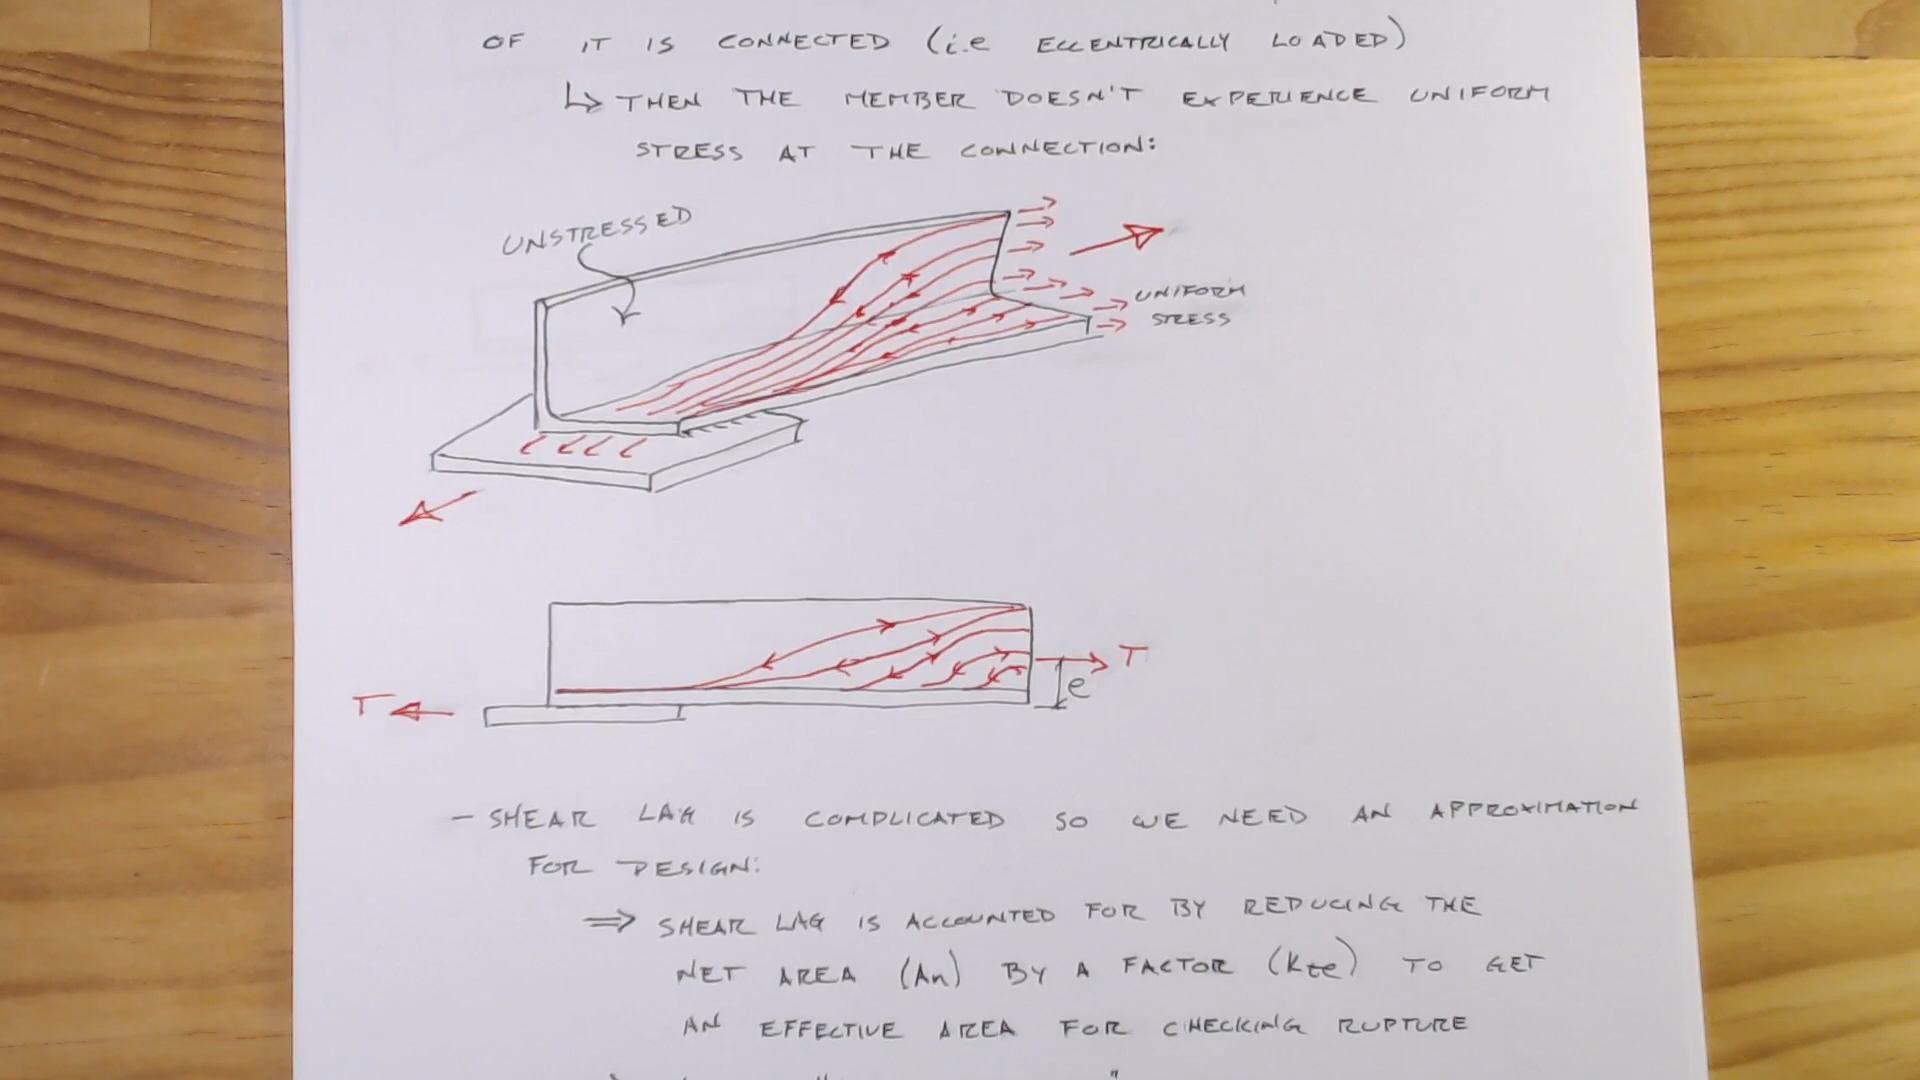 OF IT IS CONNECTED (i.e ECCENTRICALLY LOADED)
↳ THEN THE MEMBER DOESN'T EXPERIENCE UNIFORM
STRESS AT THE CONNECTION:
UNSTRESSED
UNIFORM
STRESS
T
e
T
- SHEAR LAG IS COMPLICATED SO WE NEED AN APPROXIMATION
FOR DESIGN:
⇒ SHEAR LAG IS ACCOUNTED FOR BY REDUCING THE
NET AREA (An) BY A FACTOR (Kte) TO GET
AN EFFECTIVE AREA FOR CHECKING RUPTURE